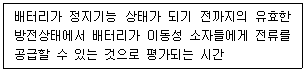 배터리가 정지기능 상태가 되기 전까지의 유효한
방전상태에서 배터리가 이동성 소자들에게 전류를
공급할 수 있는 것으로 평가되는 시간